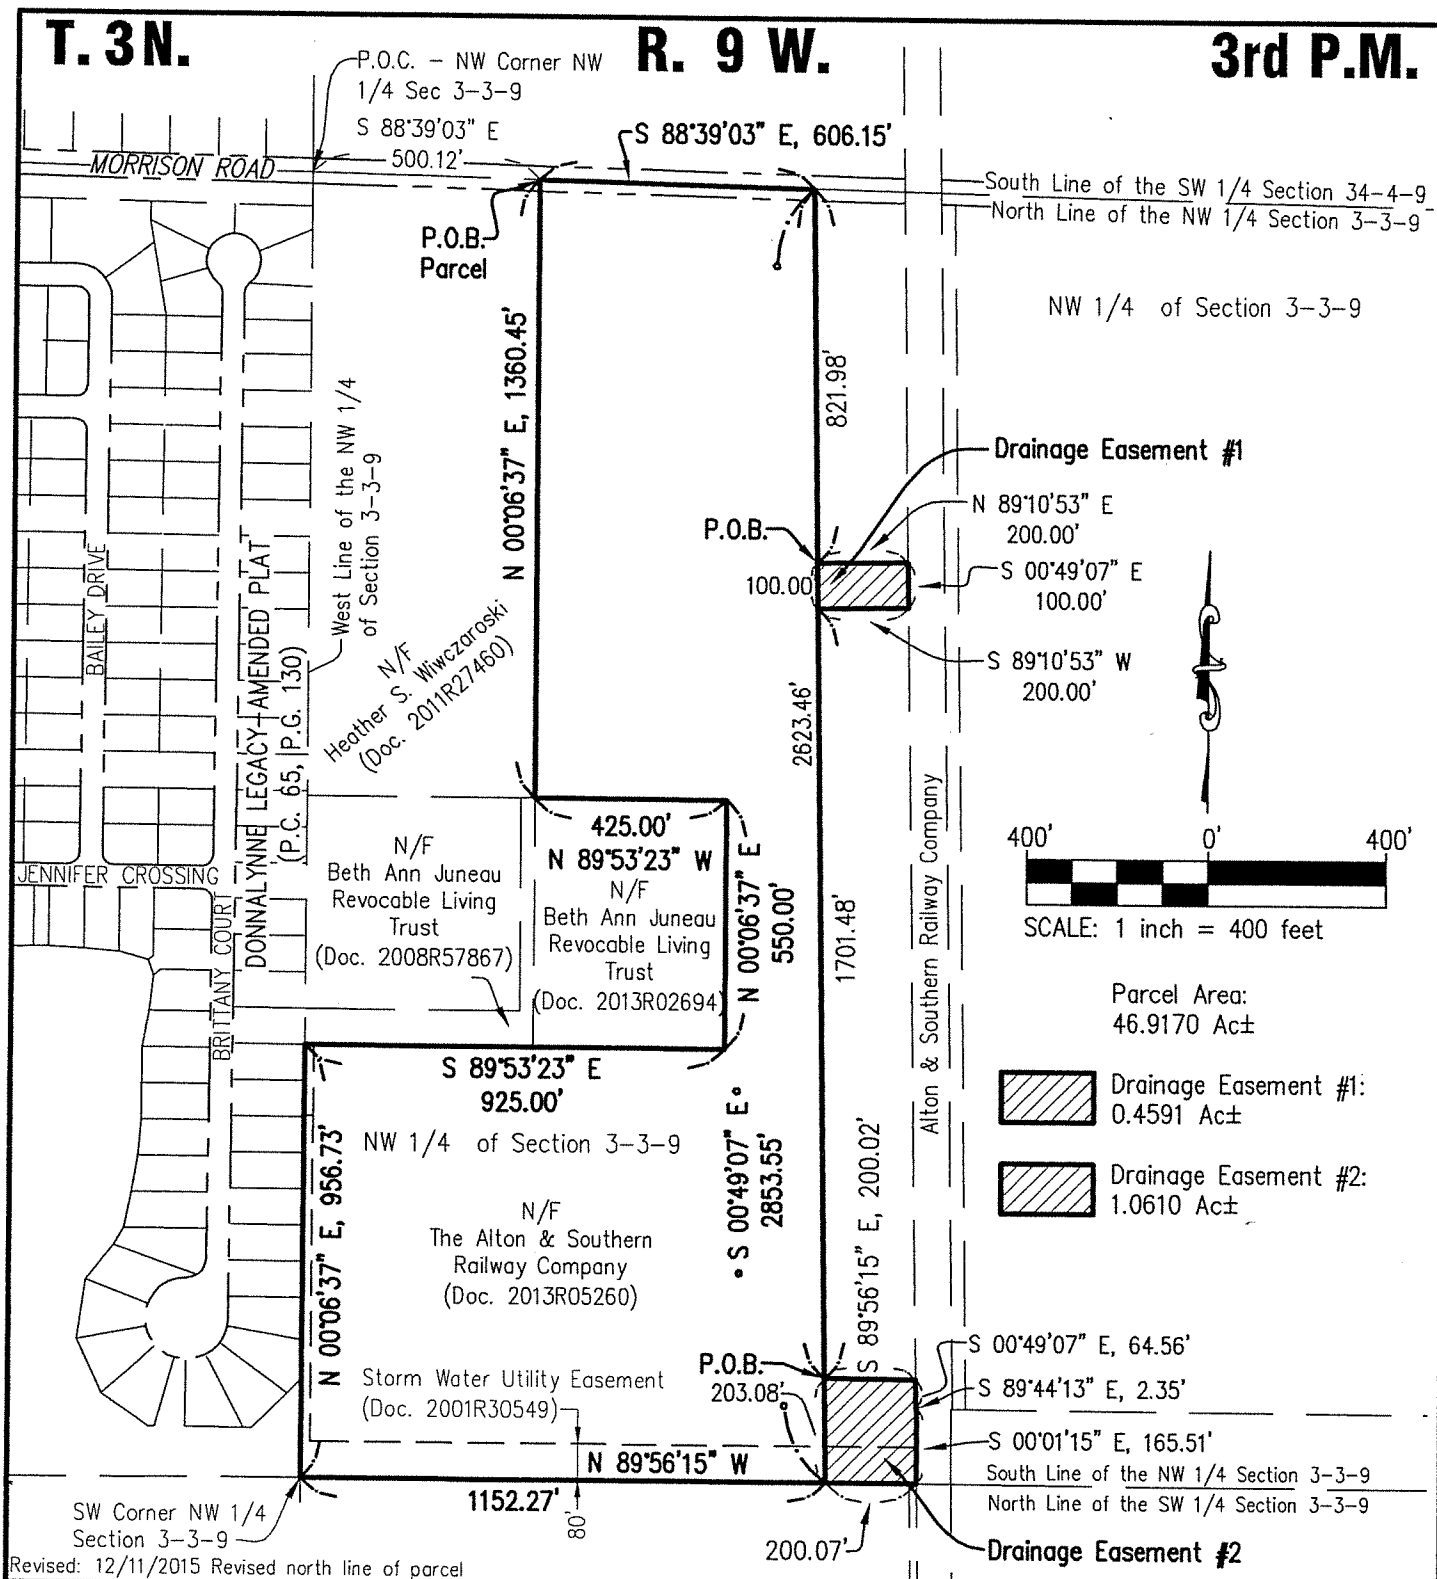 T. 3N. R. 9 W. 3rd P.M.
P.O.C. - NW Corner NW
1/4 Sec 3-3-9
S 88°39'03" E
500.12'
S 88°39'03" E, 606.15'
MORRISON ROAD
South Line of the SW 1/4 Section 34-4-9
North Line of the NW 1/4 Section 3-3-9
P.O.B.
Parcel
NW 1/4 of Section 3-3-9
N 00°06'37" E, 1360.45'
821.98'
West Line of the NW 1/4
of Section 3-3-9
Drainage Easement #1
N 89°10'53" E
200.00'
P.O.B.
100.00'
S 00°49'07" E
100.00'
S 89°10'53" W
200.00'
BAILEY DRIVE
DONNALYNNE LEGACY-AMENDED PLAT
(P.C. 65, P.G. 130)
N/F
Heather S. Wiwczaroski
(Doc. 2011R27460)
2623.46'
1701.48'
Alton & Southern Railway Company
400' 0' 400'
SCALE: 1 inch = 400 feet
425.00'
N 89°53'23" W
N/F
Beth Ann Juneau
Revocable Living
Trust
(Doc. 2008R57867)
N/F
Beth Ann Juneau
Revocable Living
Trust
(Doc. 2013R02694)
N 00°06'37" E
550.00'
JENNIFER CROSSING
BRITTANY COURT
Parcel Area:
46.9170 Ac±
S 89°53'23" E
925.00'
Drainage Easement #1:
0.4591 Ac±
NW 1/4 of Section 3-3-9
S 00°49'07" E
2853.55'
S 89°56'15" E, 200.02'
Drainage Easement #2:
1.0610 Ac±
N 00°06'37" E, 956.73'
N/F
The Alton & Southern
Railway Company
(Doc. 2013R05260)
P.O.B.
203.08'
S 00°49'07" E, 64.56'
S 89°44'13" E, 2.35'
S 00°01'15" E, 165.51'
Storm Water Utility Easement
(Doc. 2001R30549)
N 89°56'15" W
1152.27'
80'
South Line of the NW 1/4 Section 3-3-9
North Line of the SW 1/4 Section 3-3-9
SW Corner NW 1/4
Section 3-3-9
200.07'
Drainage Easement #2
Revised: 12/11/2015 Revised north line of parcel